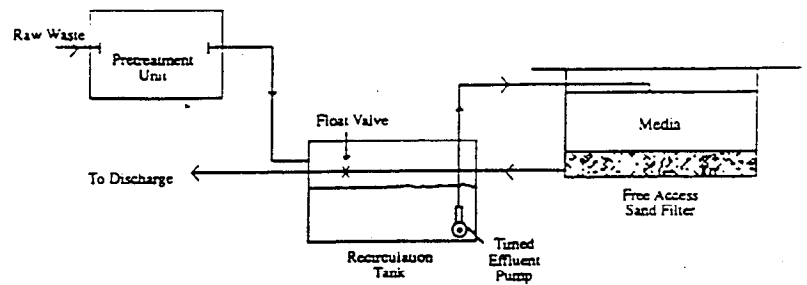 Raw Waste
Pretreatment
Unit
Float Valve
Media
To Discharge
Free Access
Sand Filter
Recirculation
Tank
Timed
Effluent
Pump